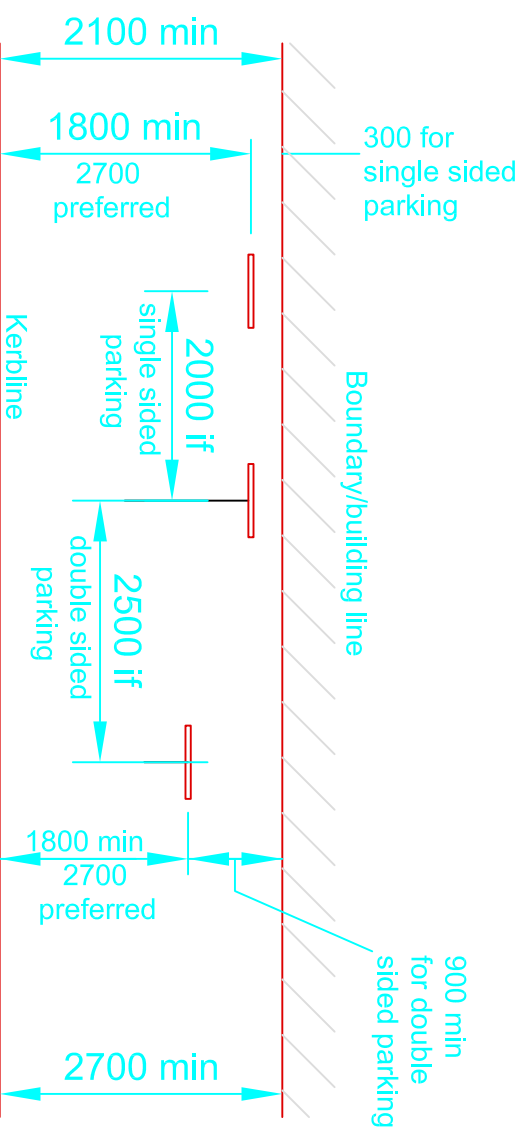 2100 min
1800 min
2700
preferred
300 for
single sided
parking
2000 if
single sided
parking
Kerbline
Boundary/building line
2500 if
double sided
parking
1800 min
2700
preferred
900 min
for double
sided parking
2700 min